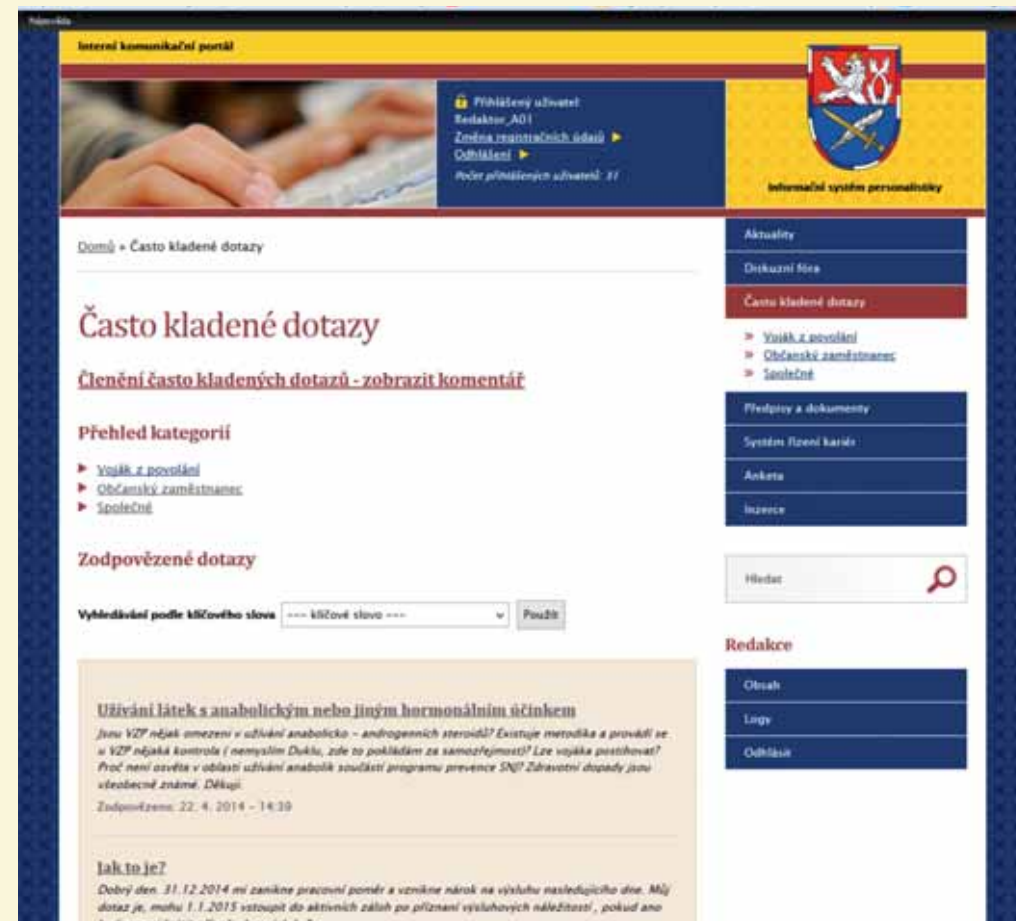 Nápověda
Interní komunikační portál
Přihlášený uživatel:
Redaktor_A01
Změna registračních údajů
Odhlášení
Počet přihlášených uživatelů: 31
Informační systém personalistiky
Domů » Často kladené dotazy
Často kladené dotazy
Členění často kladených dotazů - zobrazit komentář
Přehled kategorií
Voják z povolání
Občanský zaměstnanec
Společné
Zodpovězené dotazy
Vyhledávání podle klíčového slova --- klíčové slovo --- Použít
Užívání látek s anabolickým nebo jiným hormonálním účinkem
Jsou VZP nějak omezeni v užívání anabolicko - androgenních steroidů? Existuje metodika a provádí se
u VZP nějaká kontrola ( nemyslím Duklu, zde to pokládám za samozřejmost)? Lze vojáka postihovat?
Proč není osvěta v oblasti užívání anabolik součástí programu prevence SNJ? Zdravotní dopady jsou
všeobecně známé. Děkuji.
Zodpovězeno: 22. 4. 2014 - 14:39
Jak to je?
Dobrý den. 31.12.2014 mi zanikne pracovní poměr a vznikne nárok na výsluhu nasledujícího dne. Můj
dotaz je, mohu 1.1.2015 vstoupit do aktivních záloh po přiznání výsluhových náležitostí , pokud ano
Aktuality
Diskuzní fóra
Často kladené dotazy
Voják z povolání
Občanský zaměstnanec
Společné
Předpisy a dokumenty
Systém řízení kariér
Anketa
Inzerce
Hledat
Redakce
Obsah
Logy
Odhlásit